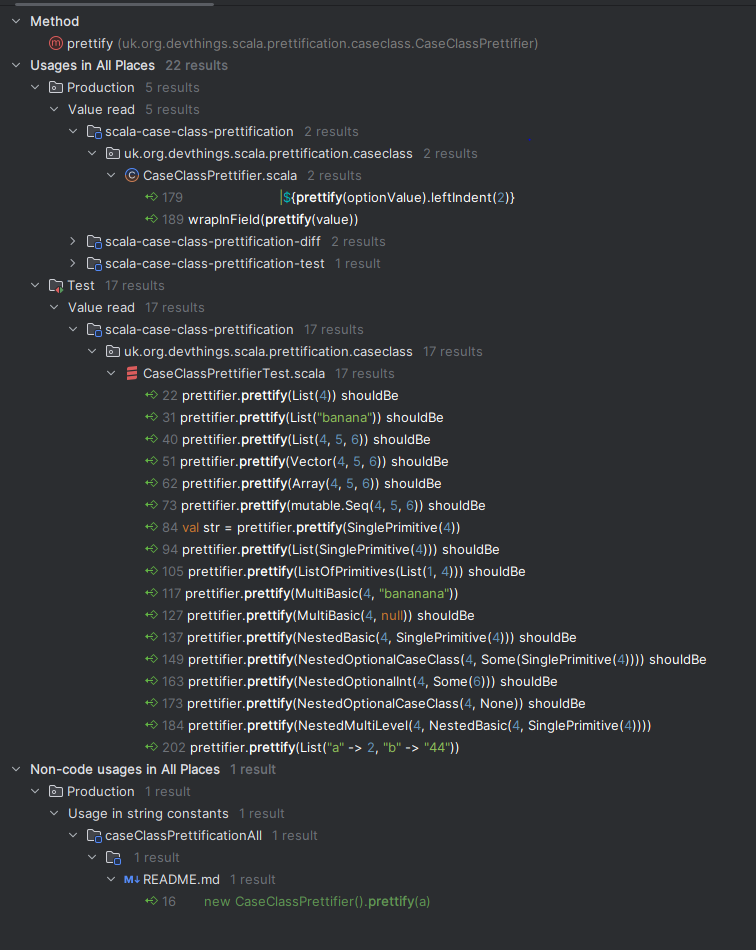 Method
prettify (uk.org.devthings.scala.prettification.caseclass.CaseClassPrettifier)
Usages in All Places 22 results
Production 5 results
Value read 5 results
scala-case-class-prettification 2 results
uk.org.devthings.scala.prettification.caseclass 2 results
CaseClassPrettifier.scala 2 results
179 |${prettify(optionValue).leftIndent(2)}
189 wrapInField(prettify(value))
scala-case-class-prettification-diff 2 results
scala-case-class-prettification-test 1 result
Test 17 results
Value read 17 results
scala-case-class-prettification 17 results
uk.org.devthings.scala.prettification.caseclass 17 results
CaseClassPrettifierTest.scala 17 results
22 prettifier.prettify(List(4)) shouldBe
31 prettifier.prettify(List("banana")) shouldBe
40 prettifier.prettify(List(4, 5, 6)) shouldBe
51 prettifier.prettify(Vector(4, 5, 6)) shouldBe
62 prettifier.prettify(Array(4, 5, 6)) shouldBe
73 prettifier.prettify(mutable.Seq(4, 5, 6)) shouldBe
84 val str = prettifier.prettify(SinglePrimitive(4))
94 prettifier.prettify(List(SinglePrimitive(4))) shouldBe
105 prettifier.prettify(ListOfPrimitives(List(1, 4))) shouldBe
117 prettifier.prettify(MultiBasic(4, "bananana"))
127 prettifier.prettify(MultiBasic(4, null)) shouldBe
137 prettifier.prettify(NestedBasic(4, SinglePrimitive(4))) shouldBe
149 prettifier.prettify(NestedOptionalCaseClass(4, Some(SinglePrimitive(4)))) shouldBe
163 prettifier.prettify(NestedOptionalInt(4, Some(6))) shouldBe
173 prettifier.prettify(NestedOptionalCaseClass(4, None)) shouldBe
184 prettifier.prettify(NestedMultiLevel(4, NestedBasic(4, SinglePrimitive(4))))
202 prettifier.prettify(List("a" -> 2, "b" -> "44"))
Non-code usages in All Places 1 result
Production 1 result
Usage in string constants 1 result
caseClassPrettificationAll 1 result
1 result
M↓ README.md 1 result
16 new CaseClassPrettifier().prettify(a)